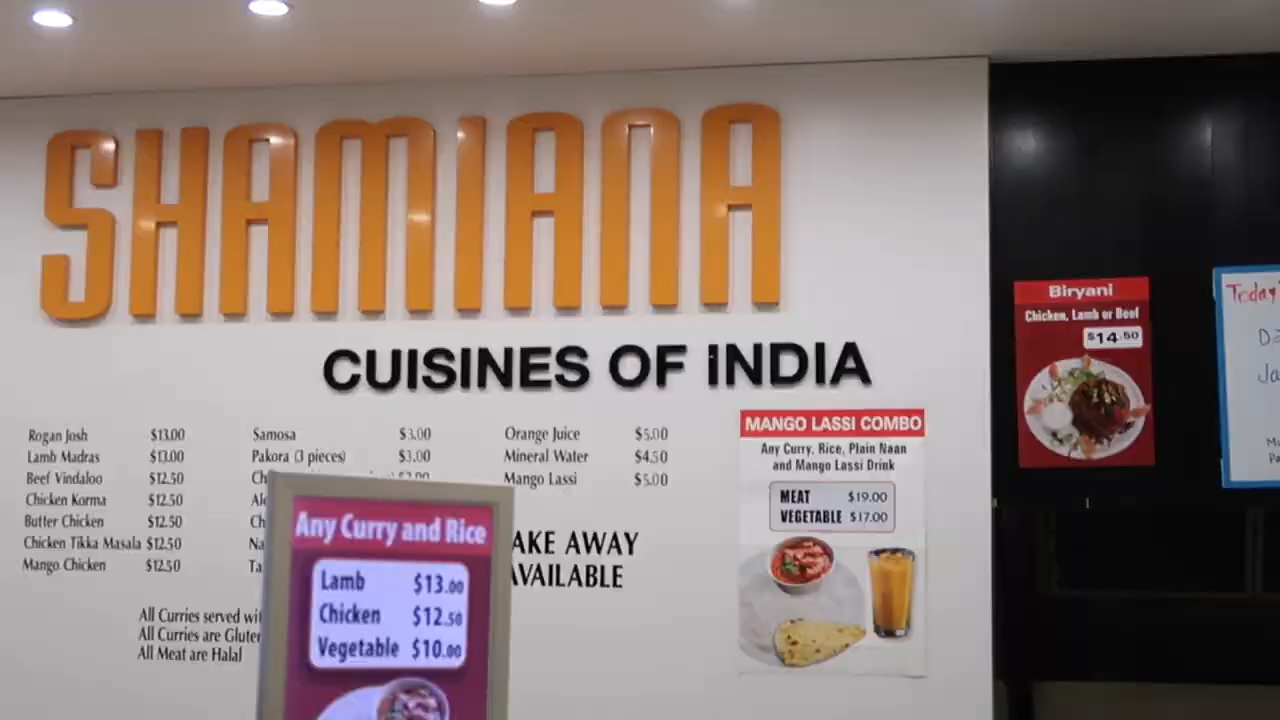 SHAMIANA
CUISINES OF INDIA
Rogan Josh $13.00
Lamb Madras $13.00
Beef Vindaloo $12.50
Chicken Korma $12.50
Butter Chicken $12.50
Chicken Tikka Masala $12.50
Mango Chicken $12.50
Samosa $3.00
Pakora (3 pieces) $3.00
Orange Juice $5.00
Mineral Water $4.50
Mango Lassi $5.00
AKE AWAY
AVAILABLE
All Curries served
All Curries are
All Meat are Halal
Any Curry and Rice
Lamb $13.00
Chicken $12.50
Vegetable $10.00
MANGO LASSI COMBO
Any Curry, Rice, Plain Naan
and Mango Lassi Drink
MEAT $19.00
VEGETABLE $17.00
Biryani
Chicken, Lamb or Beef
$14.50
Today'